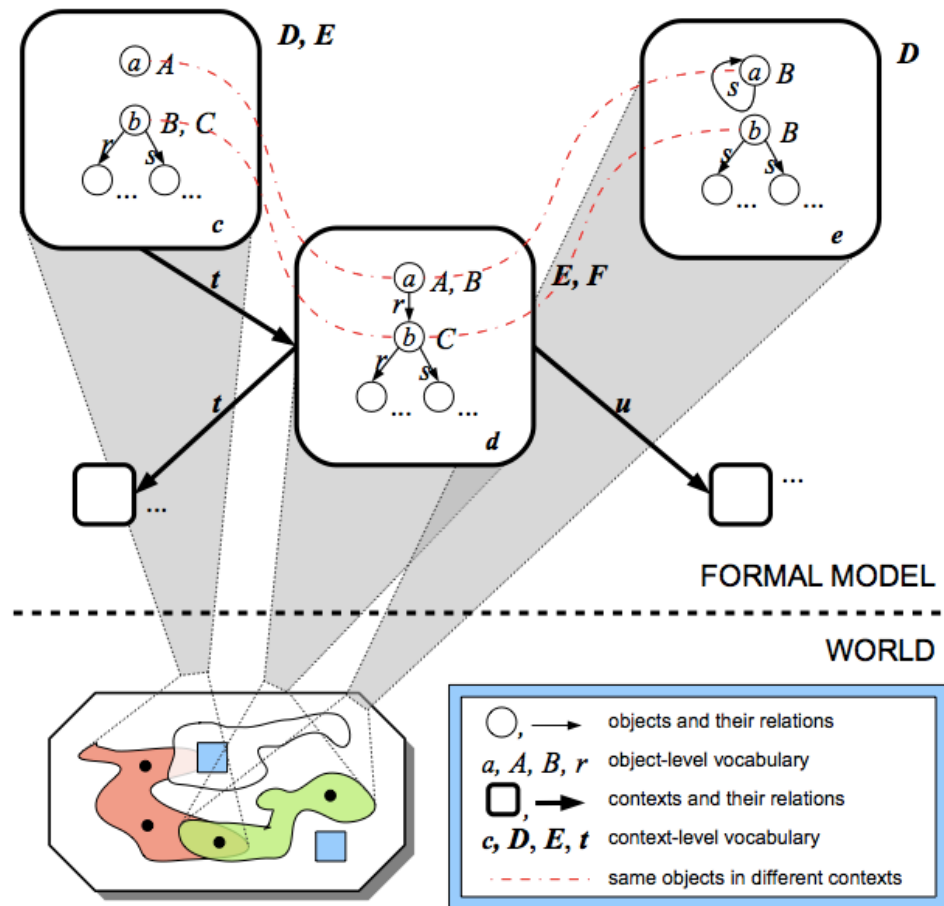 D, E
a A
b B, C
r s
... ...
c
D
a B
s
b B
s s
... ...
e
t
E, F
a A, B
r
b C
r s
... ...
d
t
u
...
...
FORMAL MODEL
WORLD
, objects and their relations
a, A, B, r object-level vocabulary
, contexts and their relations
c, D, E, t context-level vocabulary
same objects in different contexts